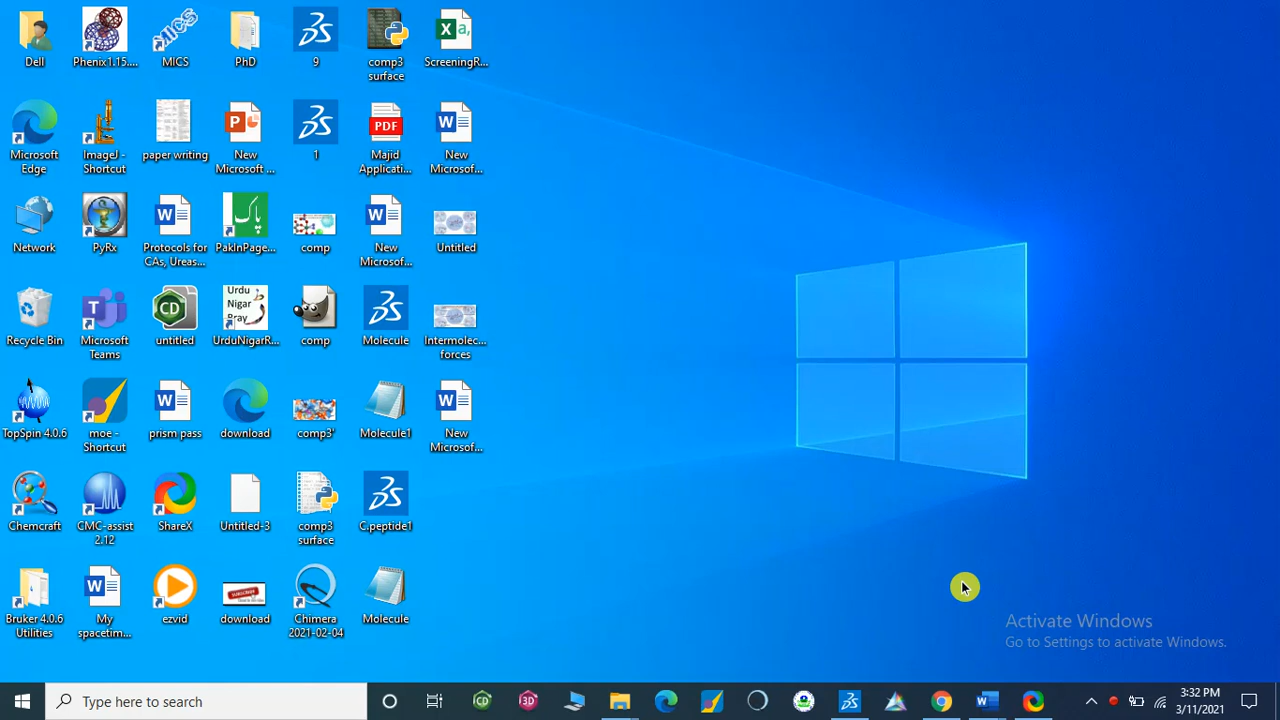 Dell
Phenix1.15....
MICS
PhD
9
comp3
surface
ScreeningR...
Microsoft
Edge
ImageJ -
Shortcut
paper writing
New
Microsoft ...
1
Majid
Applicati...
New
Microsof...
Network
PyRx
Protocols for
CAs, Ureas...
PakInPage...
comp
New
Microsof...
Untitled
Recycle Bin
Microsoft
Teams
untitled
Urdu
Nigar
Pray
UrduNigarR...
comp
Molecule
Intermolec...
forces
TopSpin 4.0.6
moe -
Shortcut
prism pass
download
comp3'
Molecule1
New
Microsof...
Chemcraft
CMC-assist
2.12
ShareX
Untitled-3
comp3
surface
C.peptide1
Bruker 4.0.6
Utilities
My
spacetim...
ezvid
download
Chimera
2021-02-04
Molecule
Activate Windows
Go to Settings to activate Windows.
Type here to search
3:32 PM
3/11/2021